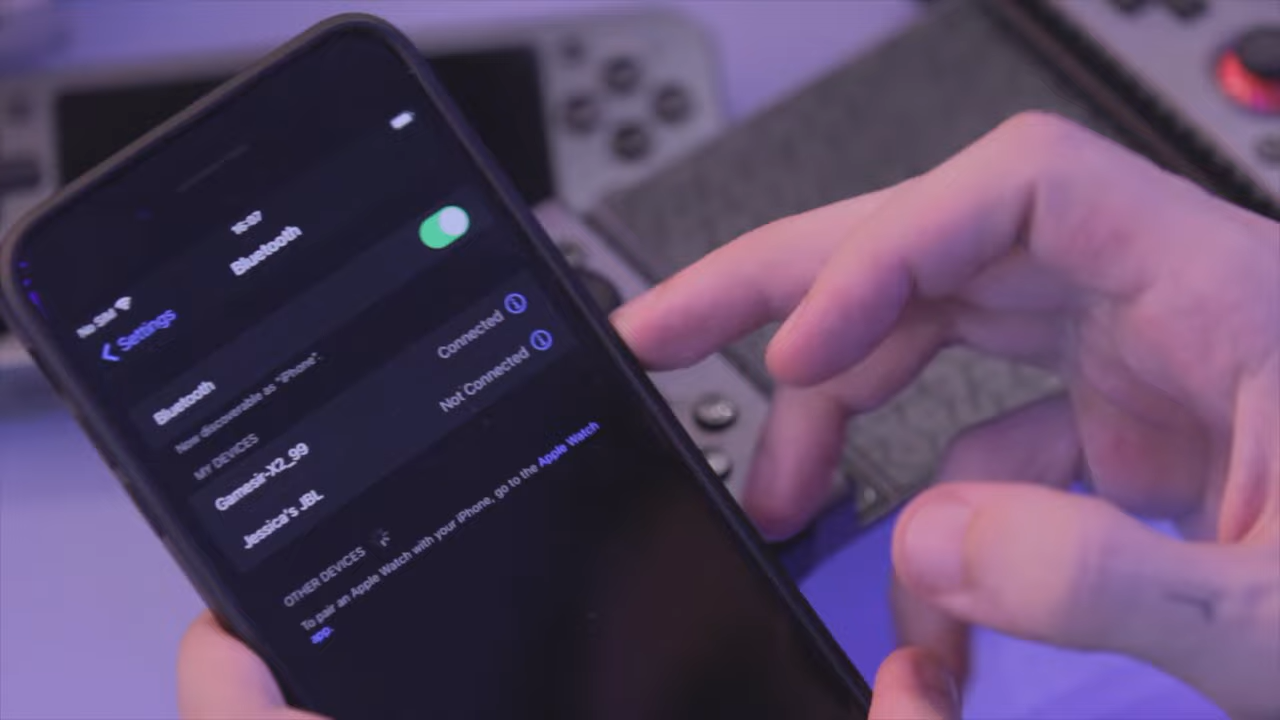 16:07
No SIM
Bluetooth
Settings
Bluetooth
Now discoverable as "iPhone".
MY DEVICES
Gamesir-X2_99 Connected
Jessica's JBL Not Connected
OTHER DEVICES
To pair an Apple Watch with your iPhone, go to the Apple Watch
app.